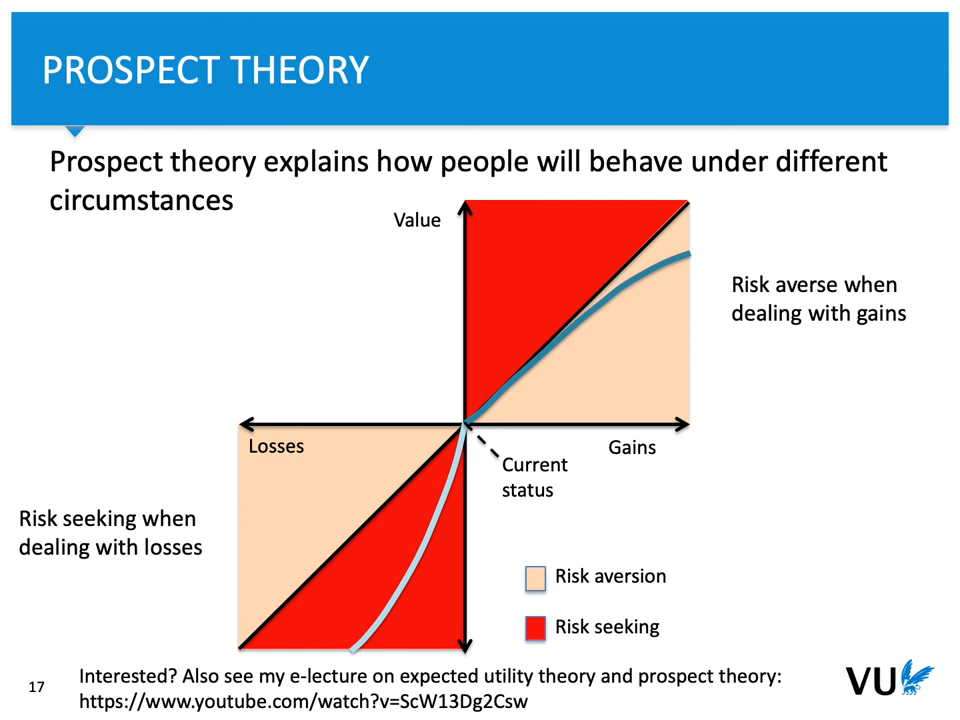 PROSPECT THEORY
Prospect theory explains how people will behave under different
circumstances
Value
Risk averse when
dealing with gains
Losses
Gains
Current
status
Risk seeking when
dealing with losses
Risk aversion
Risk seeking
Interested? Also see my e-lecture on expected utility theory and prospect theory:
https://www.youtube.com/watch?v=ScW13Dg2Csw
17
VU